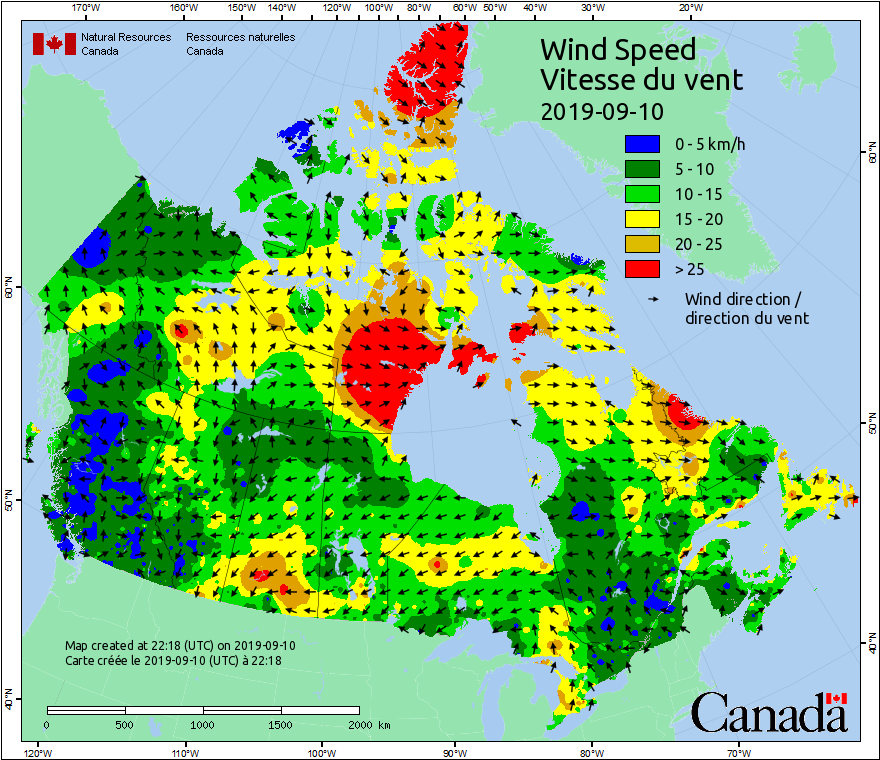 170°W 160°W 150°W 140°W 130°W 120°W 110°W 100°W 90°W 80°W 70°W 60°W 50°W 40°W 30°W 20°W
Natural Resources Ressources naturelles
Canada Canada
Wind Speed
Vitesse du vent
2019-09-10
0 - 5 km/h
5 - 10
10 - 15
15 - 20
20 - 25
> 25
Wind direction /
direction du vent
60°N
60°N
50°N
50°N
40°N
40°N
Map created at 22:18 (UTC) on 2019-09-10
Carte créée le 2019-09-10 (UTC) à 22:18
0 500 1000 1500 2000 km
Canada
120°W 110°W 100°W 90°W 80°W 70°W